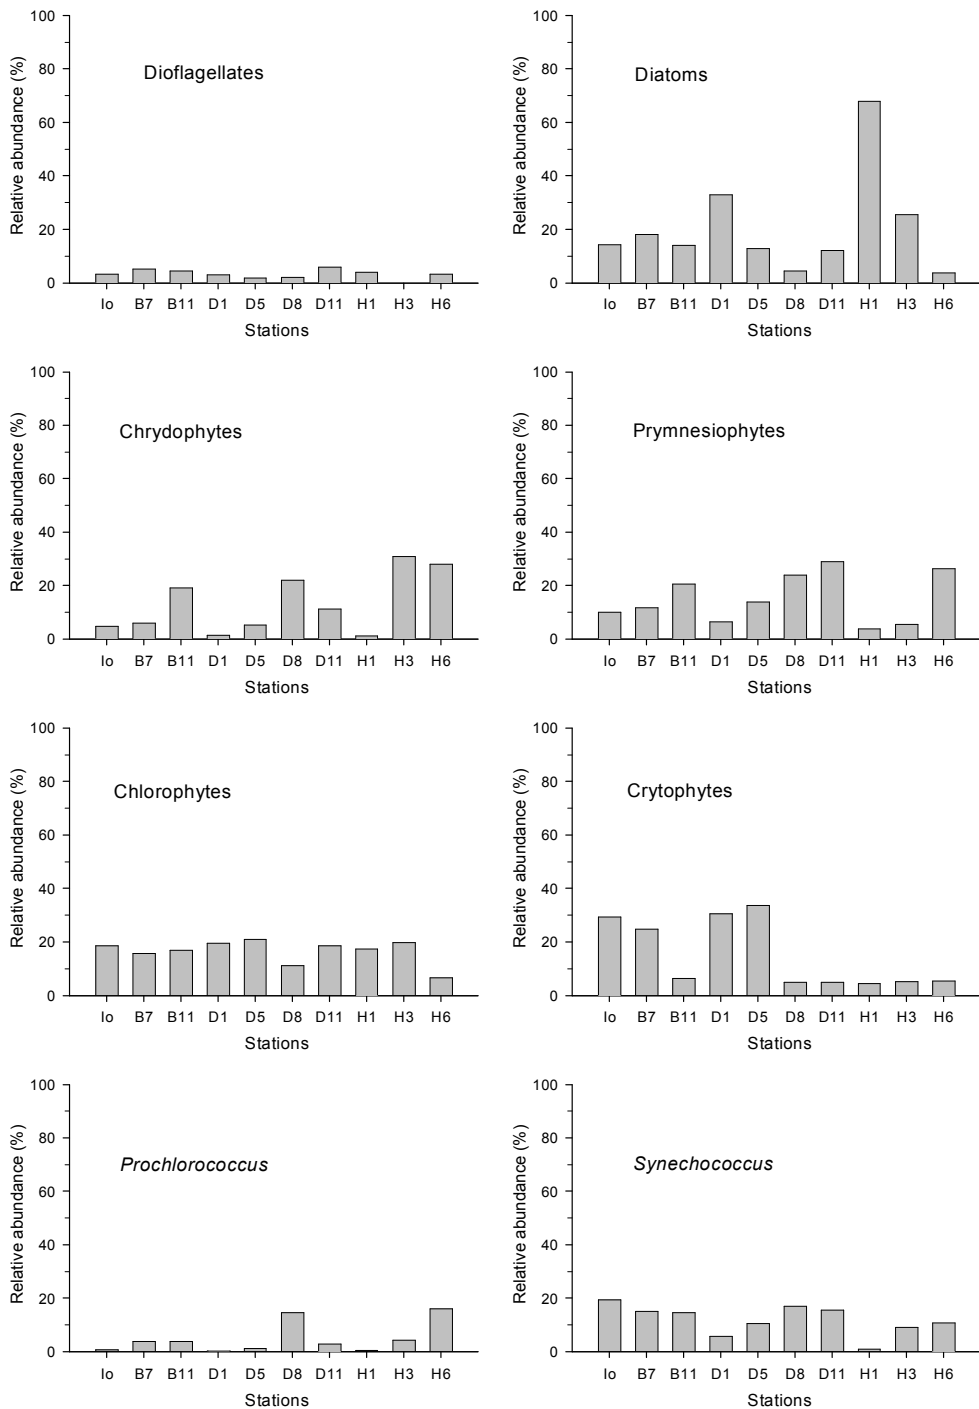 Relative abundance (%)
100
80
60
40
20
0
Dioflagellates
Io B7 B11 D1 D5 D8 D11 H1 H3 H6
Stations
Relative abundance (%)
100
80
60
40
20
0
Diatoms
Io B7 B11 D1 D5 D8 D11 H1 H3 H6
Stations
Relative abundance (%)
100
80
60
40
20
0
Chrydophytes
Io B7 B11 D1 D5 D8 D11 H1 H3 H6
Stations
Relative abundance (%)
100
80
60
40
20
0
Prymnesiophytes
Io B7 B11 D1 D5 D8 D11 H1 H3 H6
Stations
Relative abundance (%)
100
80
60
40
20
0
Chlorophytes
Io B7 B11 D1 D5 D8 D11 H1 H3 H6
Stations
Relative abundance (%)
100
80
60
40
20
0
Crytophytes
Io B7 B11 D1 D5 D8 D11 H1 H3 H6
Stations
Relative abundance (%)
100
80
60
40
20
0
Prochlorococcus
Io B7 B11 D1 D5 D8 D11 H1 H3 H6
Stations
Relative abundance (%)
100
80
60
40
20
0
Synechococcus
Io B7 B11 D1 D5 D8 D11 H1 H3 H6
Stations